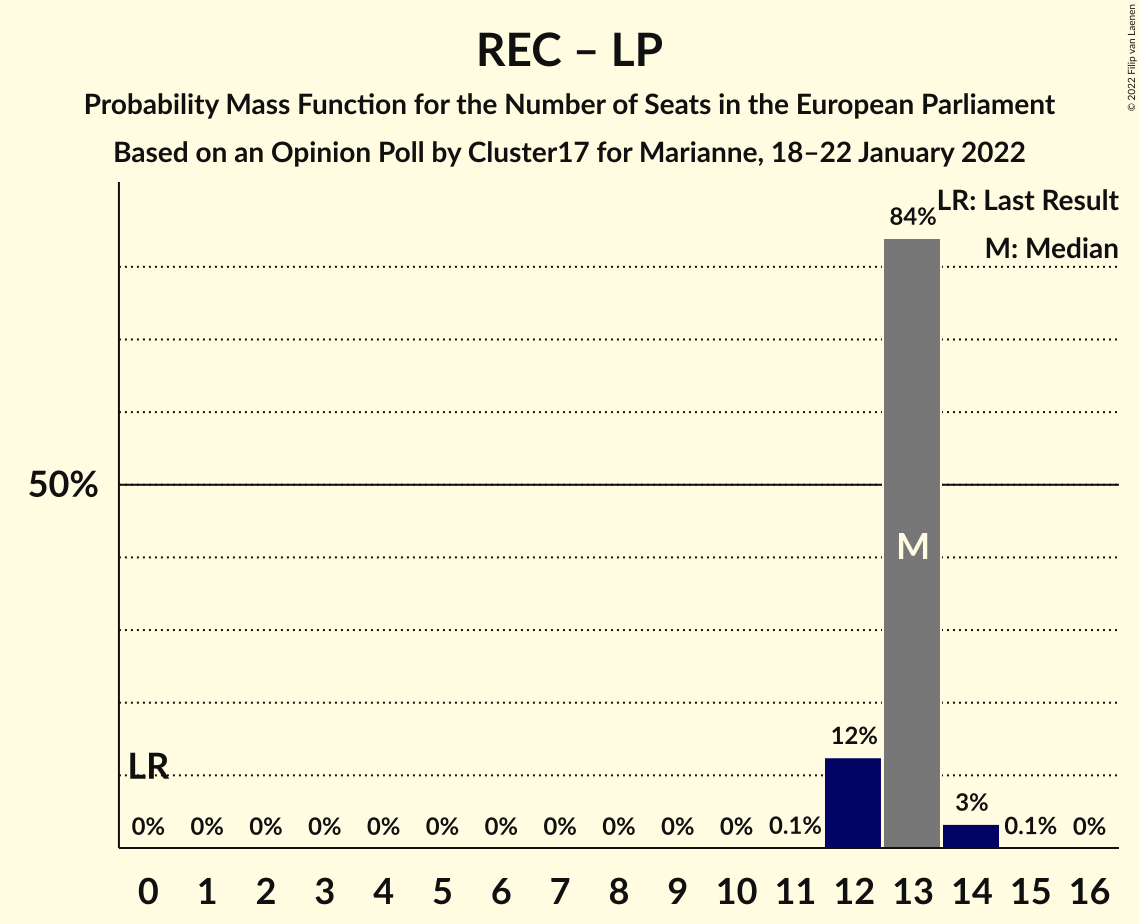 REC – LP
Probability Mass Function for the Number of Seats in the European Parliament
Based on an Opinion Poll by Cluster17 for Marianne, 18–22 January 2022
© 2022 Filip van Laenen
LR: Last Result
M: Median
84%
50%
M
12%
LR
3%
0% 0% 0% 0% 0% 0% 0% 0% 0% 0% 0% 0.1% 0.1% 0%
0 1 2 3 4 5 6 7 8 9 10 11 12 13 14 15 16